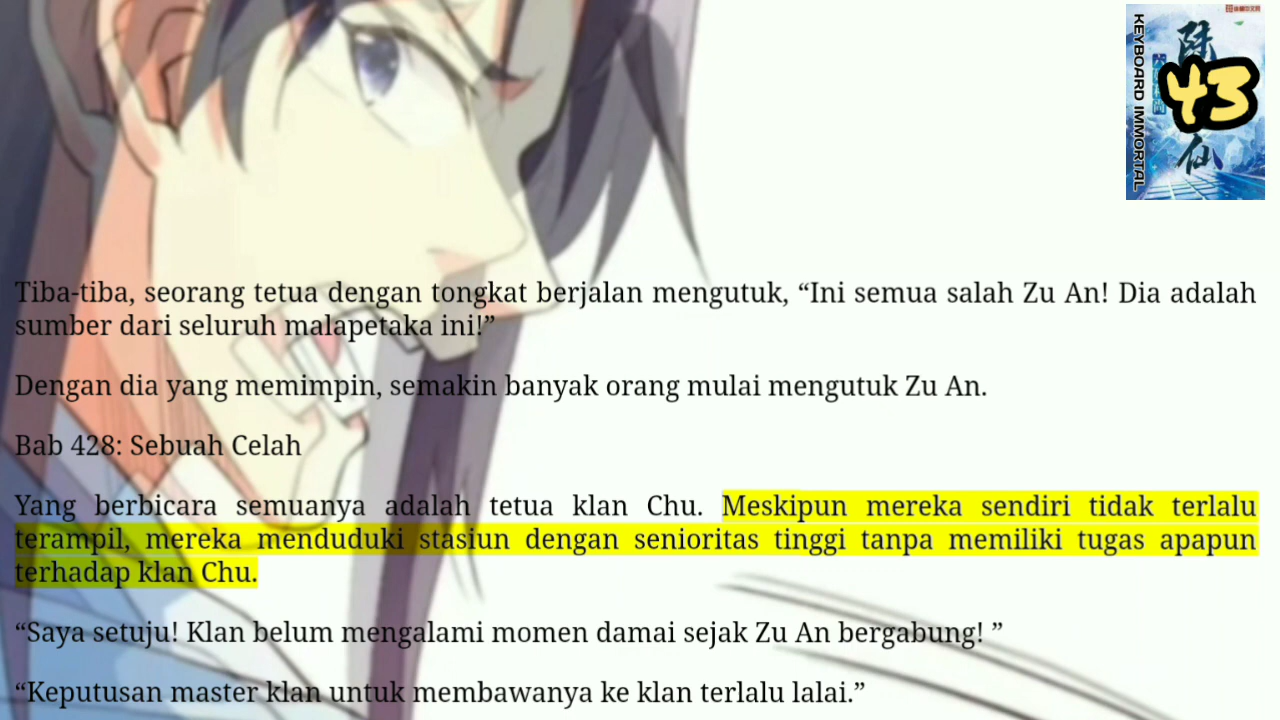 KEYBOARD IMMORTAL
43
仙
Tiba-tiba, seorang tetua dengan tongkat berjalan mengutuk, “Ini semua salah Zu An! Dia adalah
sumber dari seluruh malapetaka ini!”
Dengan dia yang memimpin, semakin banyak orang mulai mengutuk Zu An.
Bab 428: Sebuah Celah
Yang berbicara semuanya adalah tetua klan Chu. Meskipun mereka sendiri tidak terlalu
terampil, mereka menduduki stasiun dengan senioritas tinggi tanpa memiliki tugas apapun
terhadap klan Chu.
“Saya setuju! Klan belum mengalami momen damai sejak Zu An bergabung! ”
“Keputusan master klan untuk membawanya ke klan terlalu lalai.”